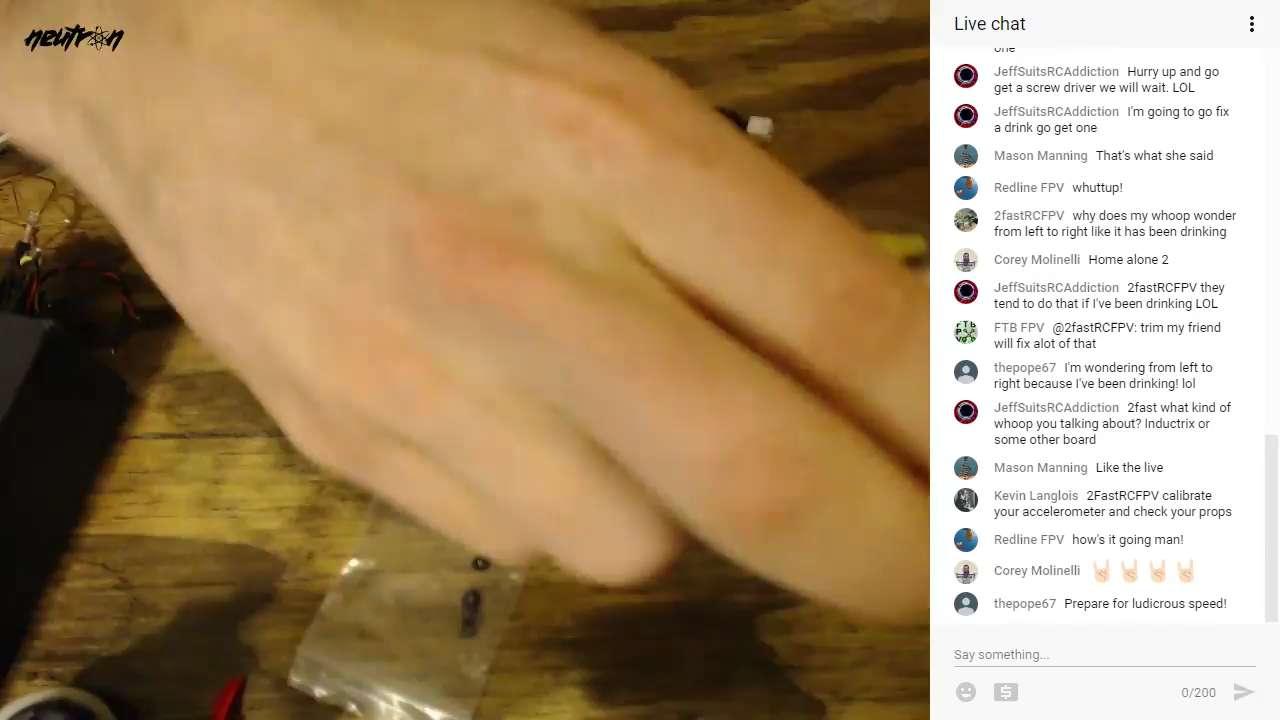 neutron
Live chat
one
JeffSuitsRCAddiction Hurry up and go
get a screw driver we will wait. LOL
JeffSuitsRCAddiction I'm going to go fix
a drink go get one
Mason Manning That's what she said
Redline FPV whuttup!
2fastRCFPV why does my whoop wonder
from left to right like it has been drinking
Corey Molinelli Home alone 2
JeffSuitsRCAddiction 2fastRCFPV they
tend to do that if I've been drinking LOL
FTB FPV @2fastRCFPV: trim my friend
will fix alot of that
thepope67 I'm wondering from left to
right because I've been drinking! lol
JeffSuitsRCAddiction 2fast what kind of
whoop you talking about? Inductrix or
some other board
Mason Manning Like the live
Kevin Langlois 2FastRCFPV calibrate
your accelerometer and check your props
Redline FPV how's it going man!
Corey Molinelli 🤘🏻 🤘🏻 🤘🏻 🤘🏻
thepope67 Prepare for ludicrous speed!
Say something...
0/200